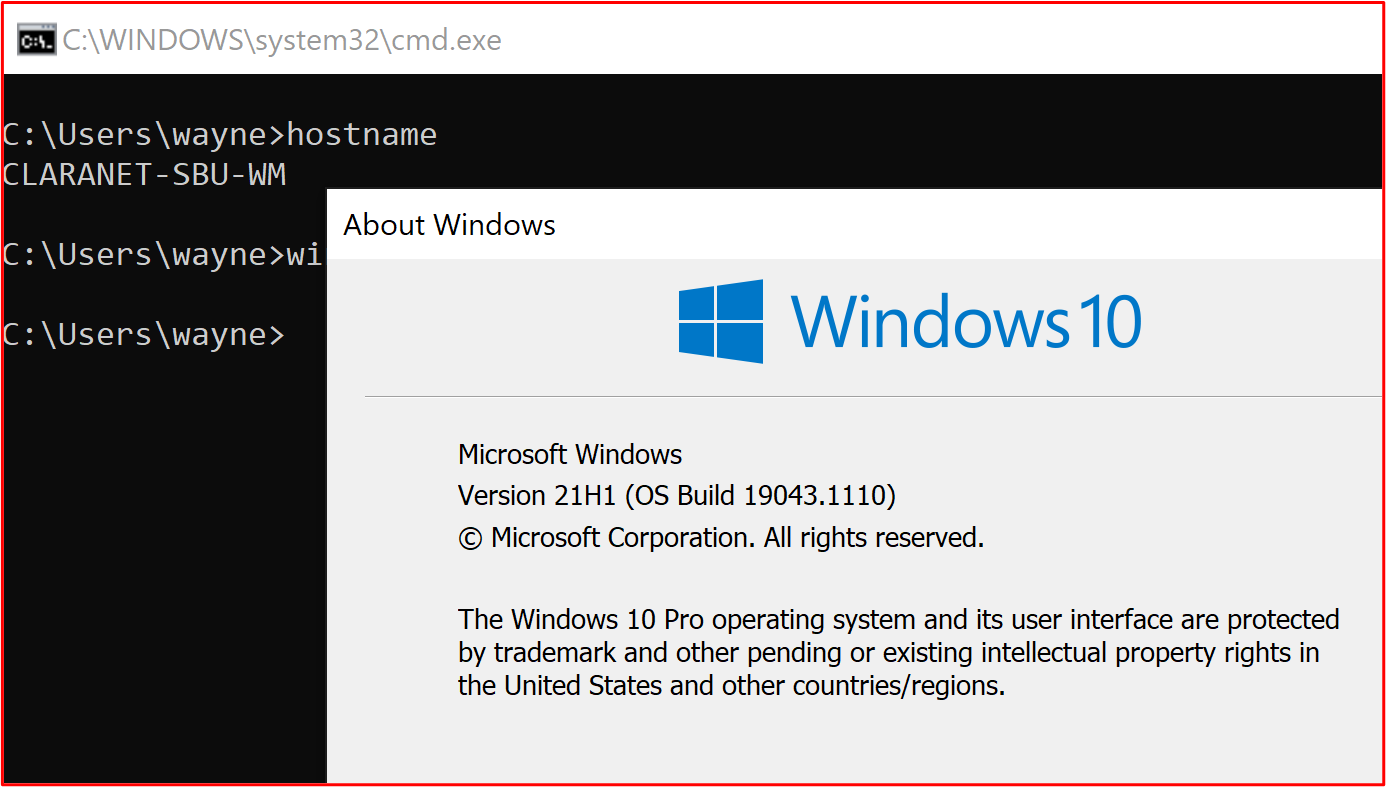 C:\WINDOWS\system32\cmd.exe
C:\Users\wayne>hostname
CLARANET-SBU-WM
C:\Users\wayne>wi
C:\Users\wayne>
About Windows
Windows 10
Microsoft Windows
Version 21H1 (OS Build 19043.1110)
© Microsoft Corporation. All rights reserved.
The Windows 10 Pro operating system and its user interface are protected
by trademark and other pending or existing intellectual property rights in
the United States and other countries/regions.